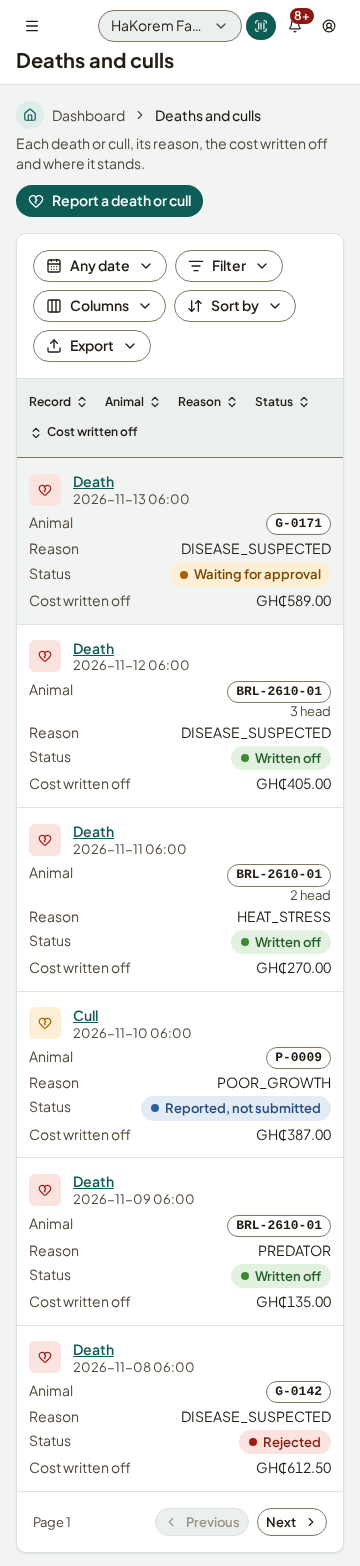 HaKorem Fa...
8+
Deaths and culls
Dashboard > Deaths and culls
Each death or cull, its reason, the cost written off
and where it stands.
Report a death or cull
Any date
Filter
Columns
Sort by
Export
Record Animal Reason Status
Cost written off
Death
2026-11-13 06:00
Animal G-0171
Reason DISEASE_SUSPECTED
Status Waiting for approval
Cost written off GH₵589.00
Death
2026-11-12 06:00
Animal BRL-2610-01
3 head
Reason DISEASE_SUSPECTED
Status Written off
Cost written off GH₵405.00
Death
2026-11-11 06:00
Animal BRL-2610-01
2 head
Reason HEAT_STRESS
Status Written off
Cost written off GH₵270.00
Cull
2026-11-10 06:00
Animal P-0009
Reason POOR_GROWTH
Status Reported, not submitted
Cost written off GH₵387.00
Death
2026-11-09 06:00
Animal BRL-2610-01
Reason PREDATOR
Status Written off
Cost written off GH₵135.00
Death
2026-11-08 06:00
Animal G-0142
Reason DISEASE_SUSPECTED
Status Rejected
Cost written off GH₵612.50
Page 1 Previous Next